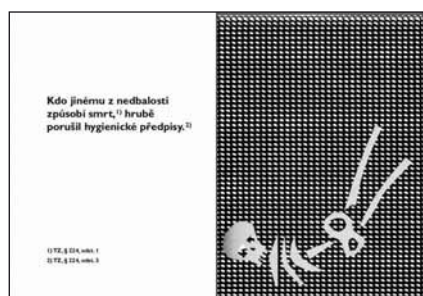 Kdo jinému z nedbalosti
způsobí smrt,¹⁾ hrubě
porušil hygienické předpisy.²⁾
1) TZ, § 224, odst. 1
2) TZ, § 224, odst. 3